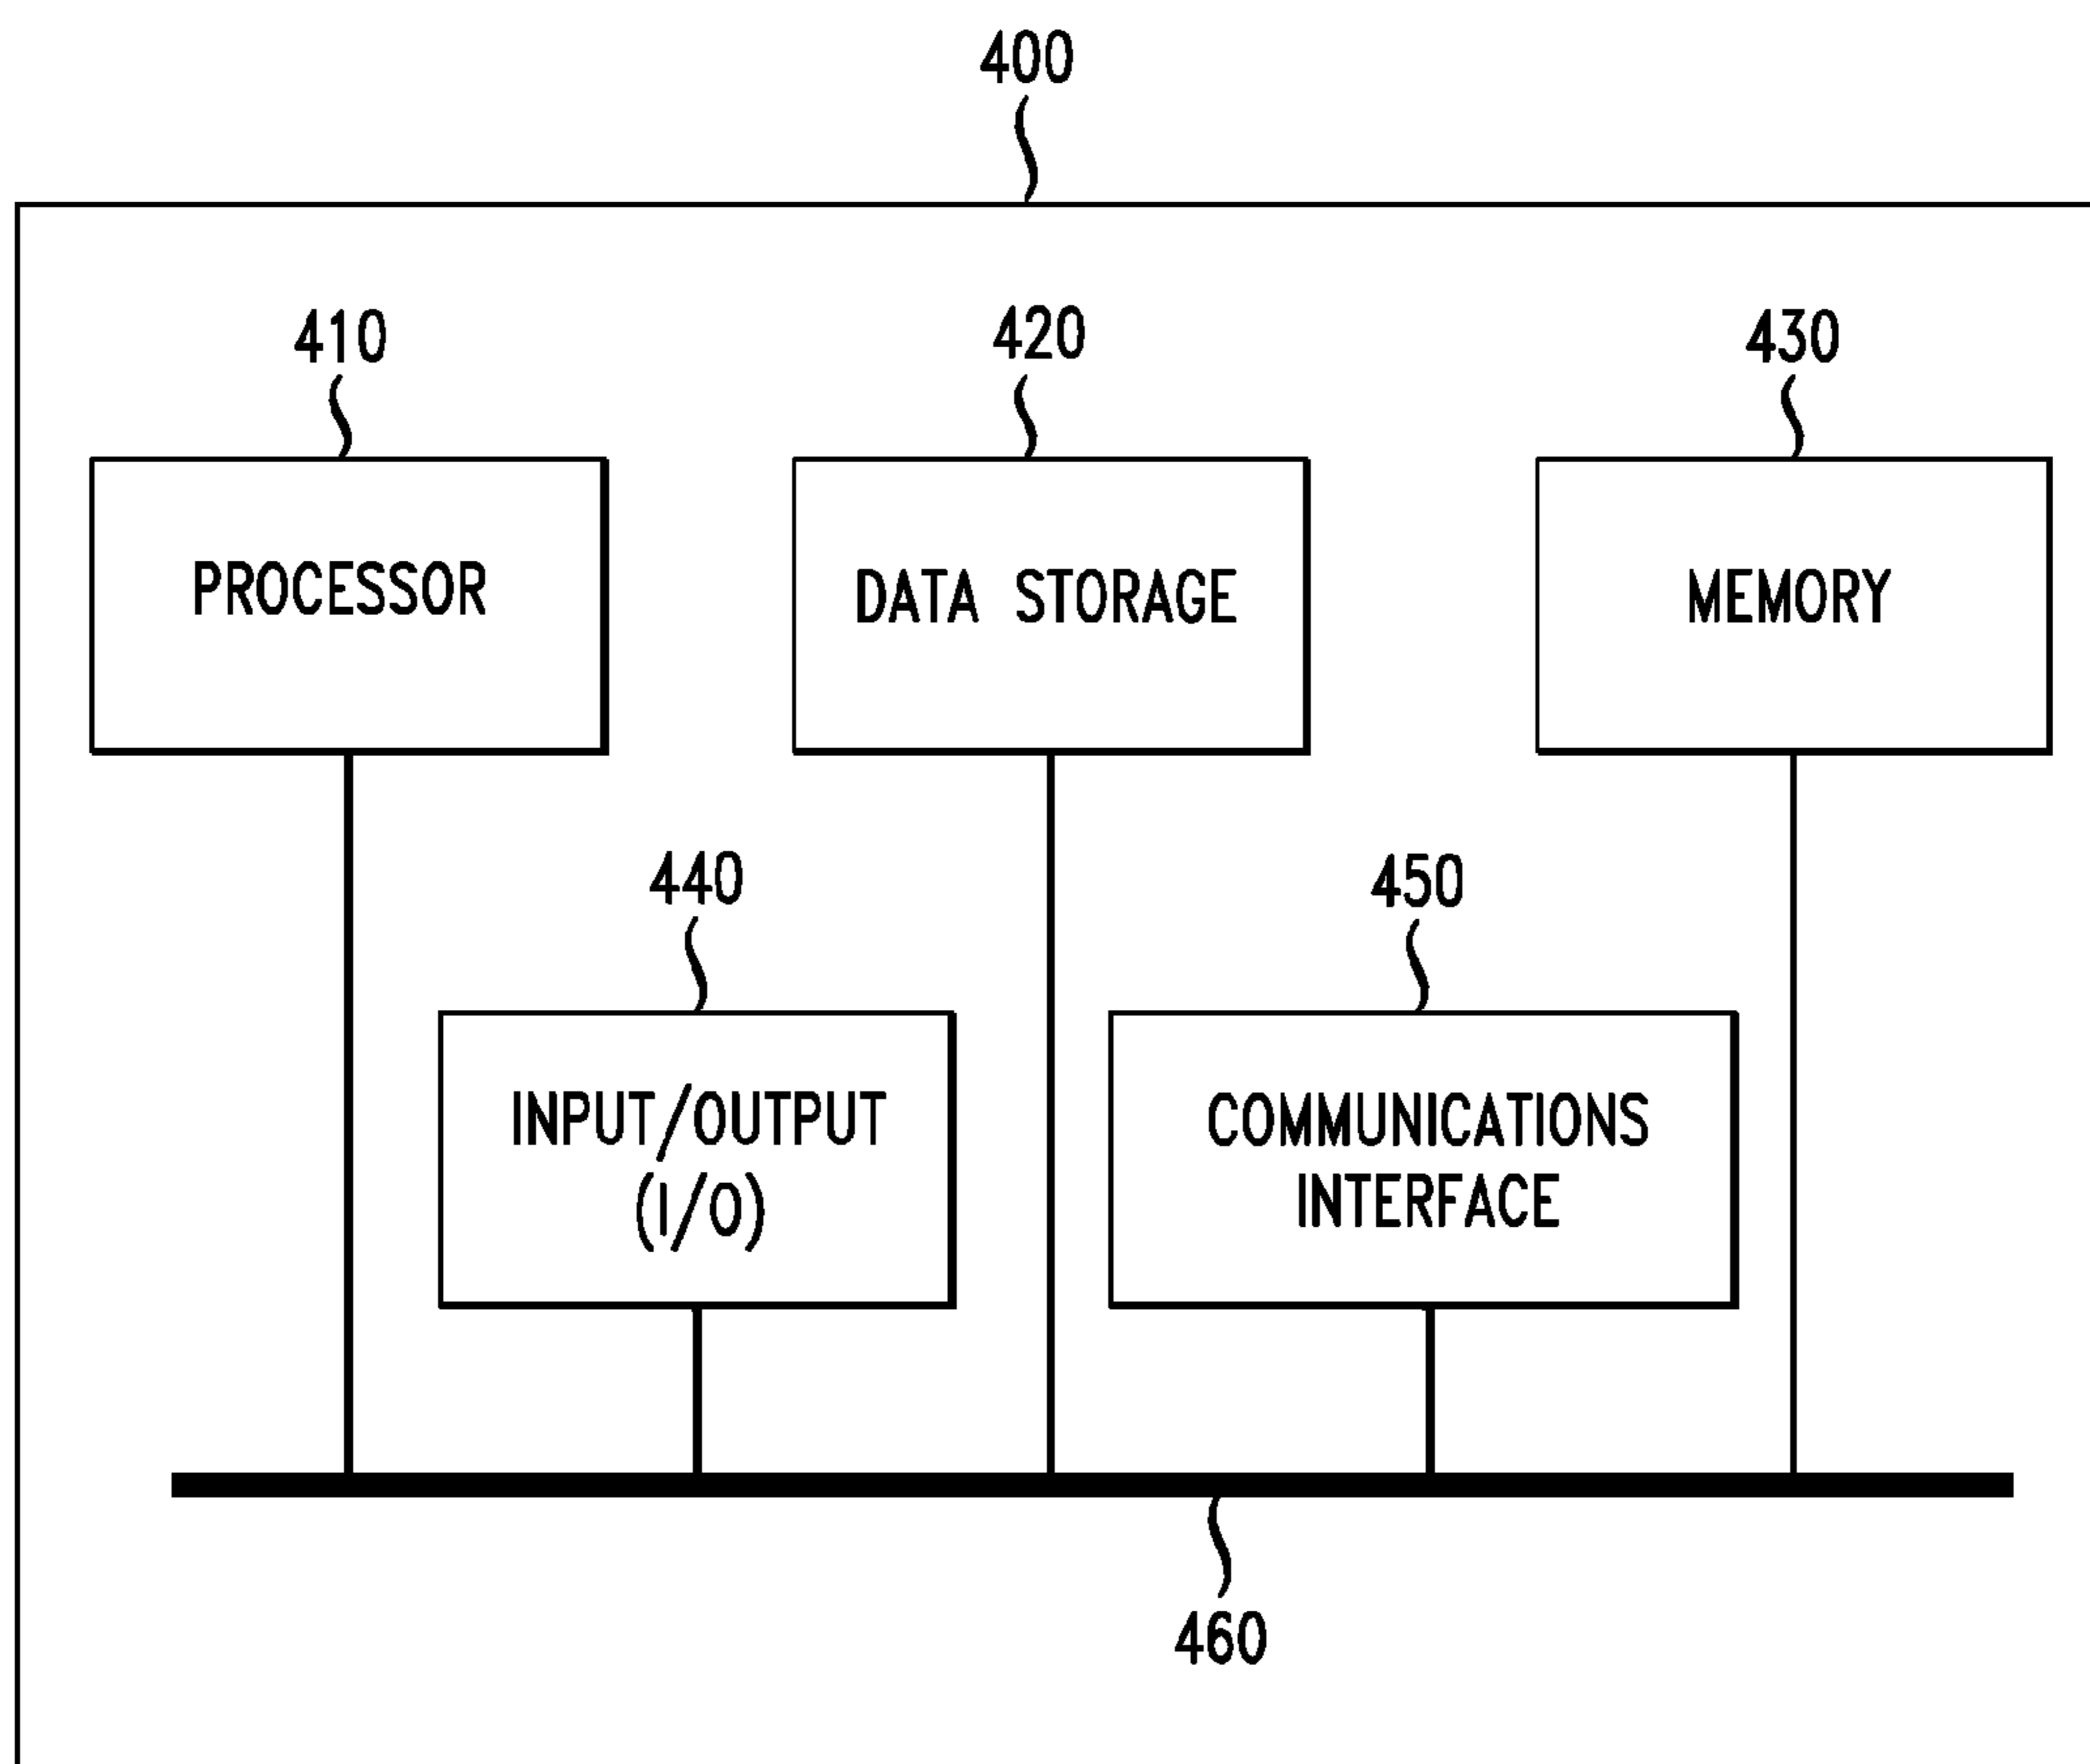 400
410
420
430
PROCESSOR
DATA STORAGE
MEMORY
440
450
INPUT/OUTPUT
(I/O)
COMMUNICATIONS
INTERFACE
460